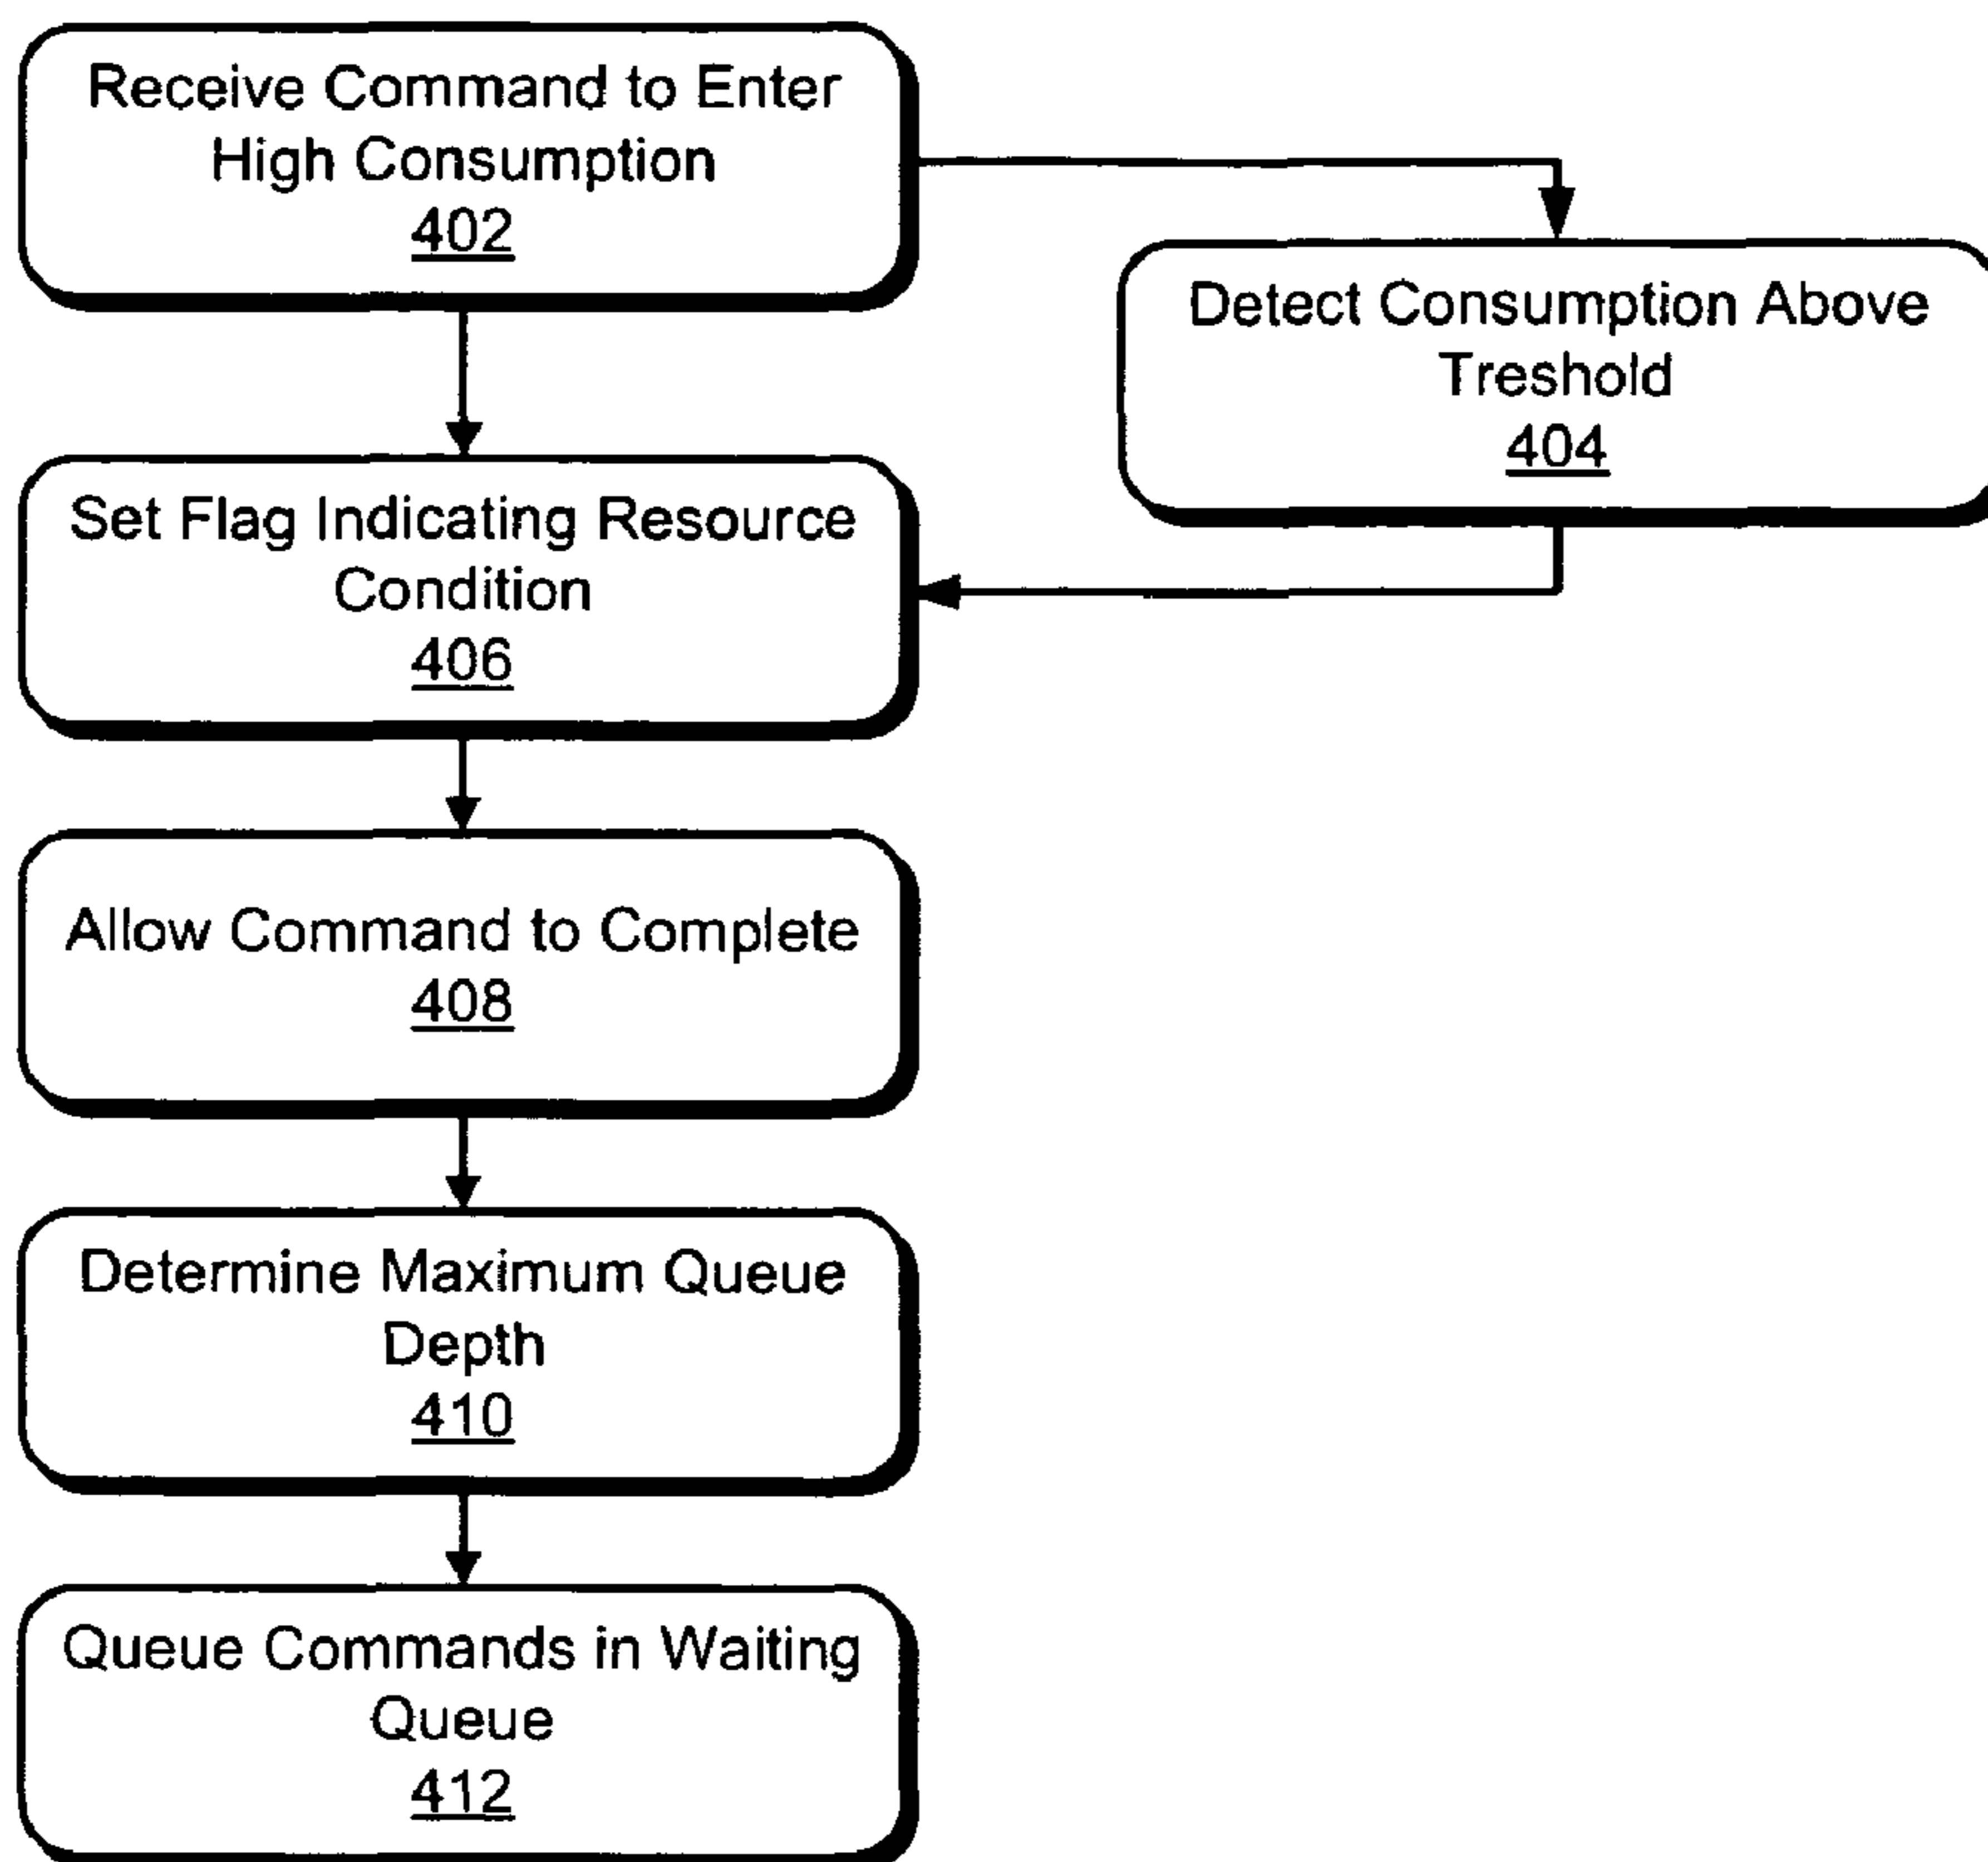 Receive Command to Enter
High Consumption
402
Detect Consumption Above
Treshold
404
Set Flag Indicating Resource
Condition
406
Allow Command to Complete
408
Determine Maximum Queue
Depth
410
Queue Commands in Waiting
Queue
412